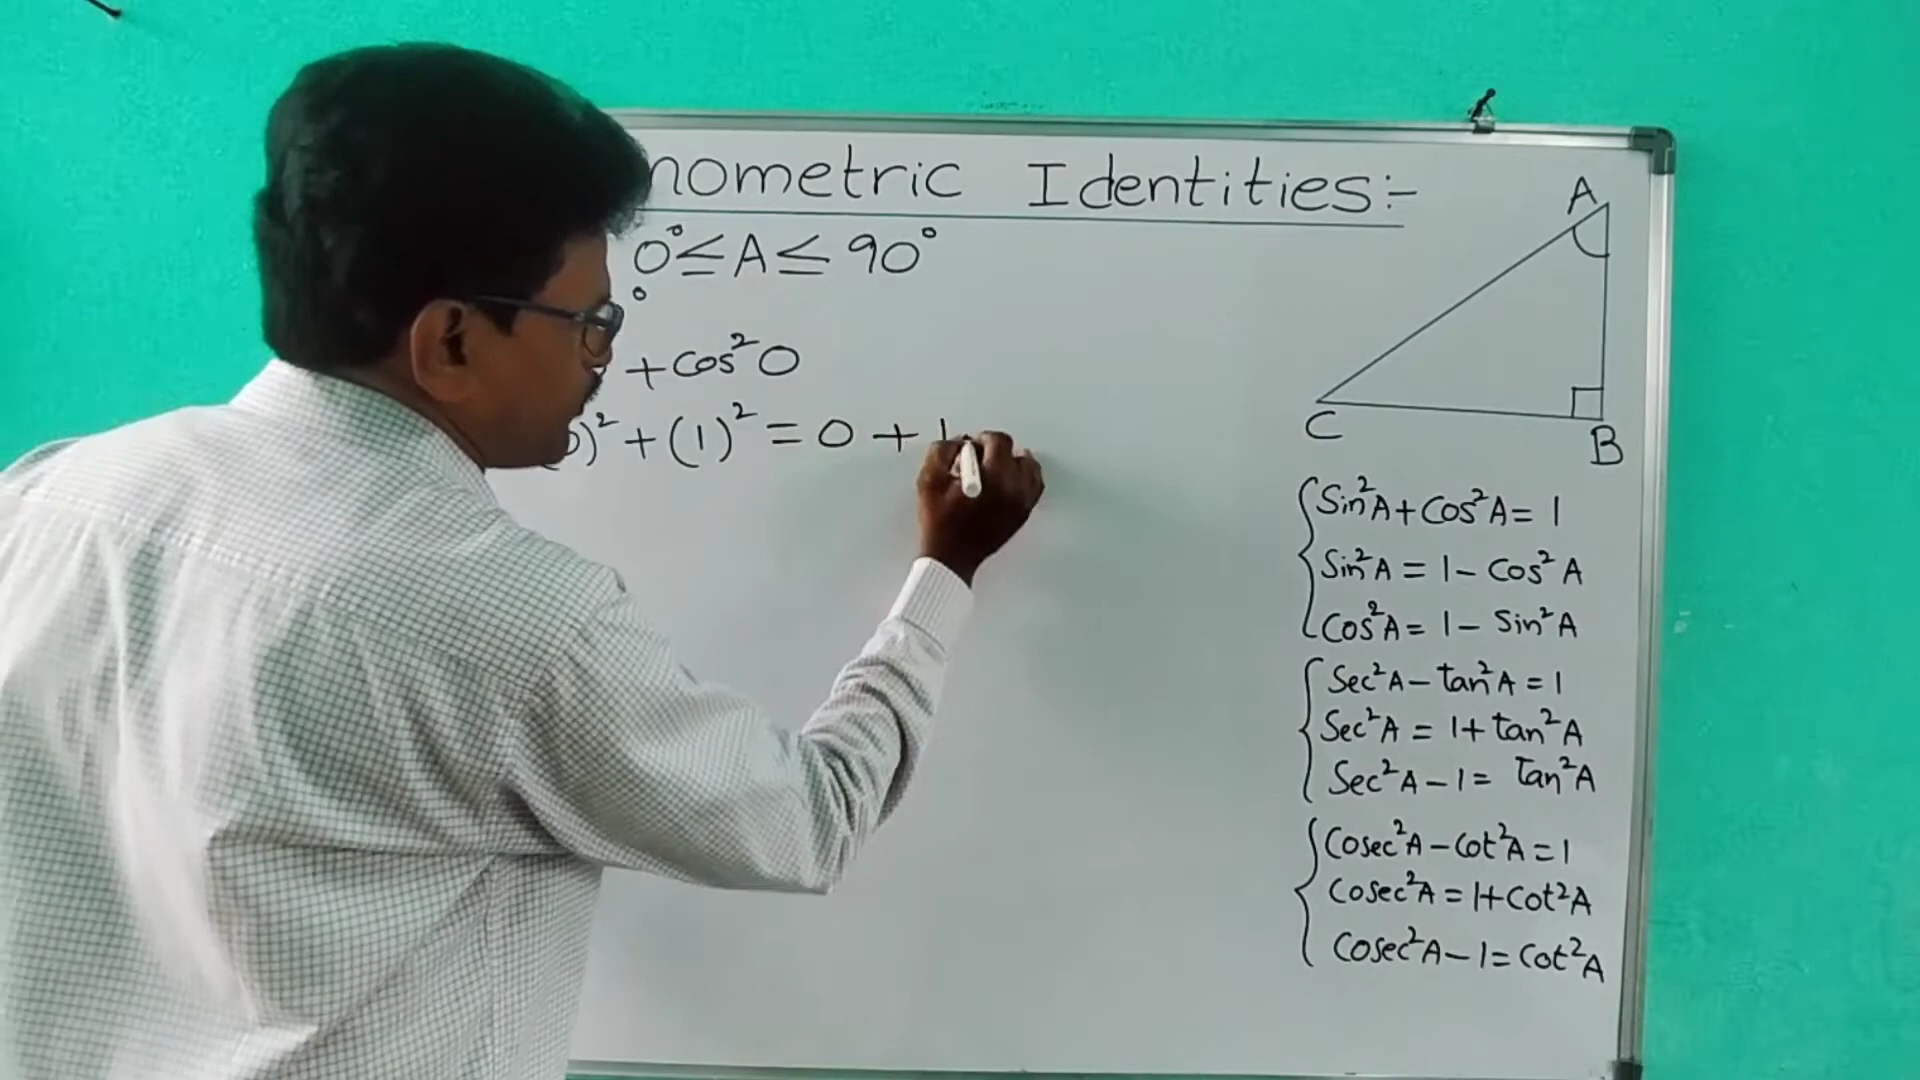 nometric Identities:-
0° ≤ A ≤ 90°
+ cos²0
0)² + (1)² = 0 + 1
A
C
B
Sin²A + Cos²A = 1
Sin²A = 1 - Cos²A
Cos²A = 1 - Sin²A
Sec²A - tan²A = 1
Sec²A = 1 + tan²A
Sec²A - 1 = Tan²A
Cosec²A - Cot²A = 1
Cosec²A = 1 + Cot²A
Cosec²A - 1 = Cot²A